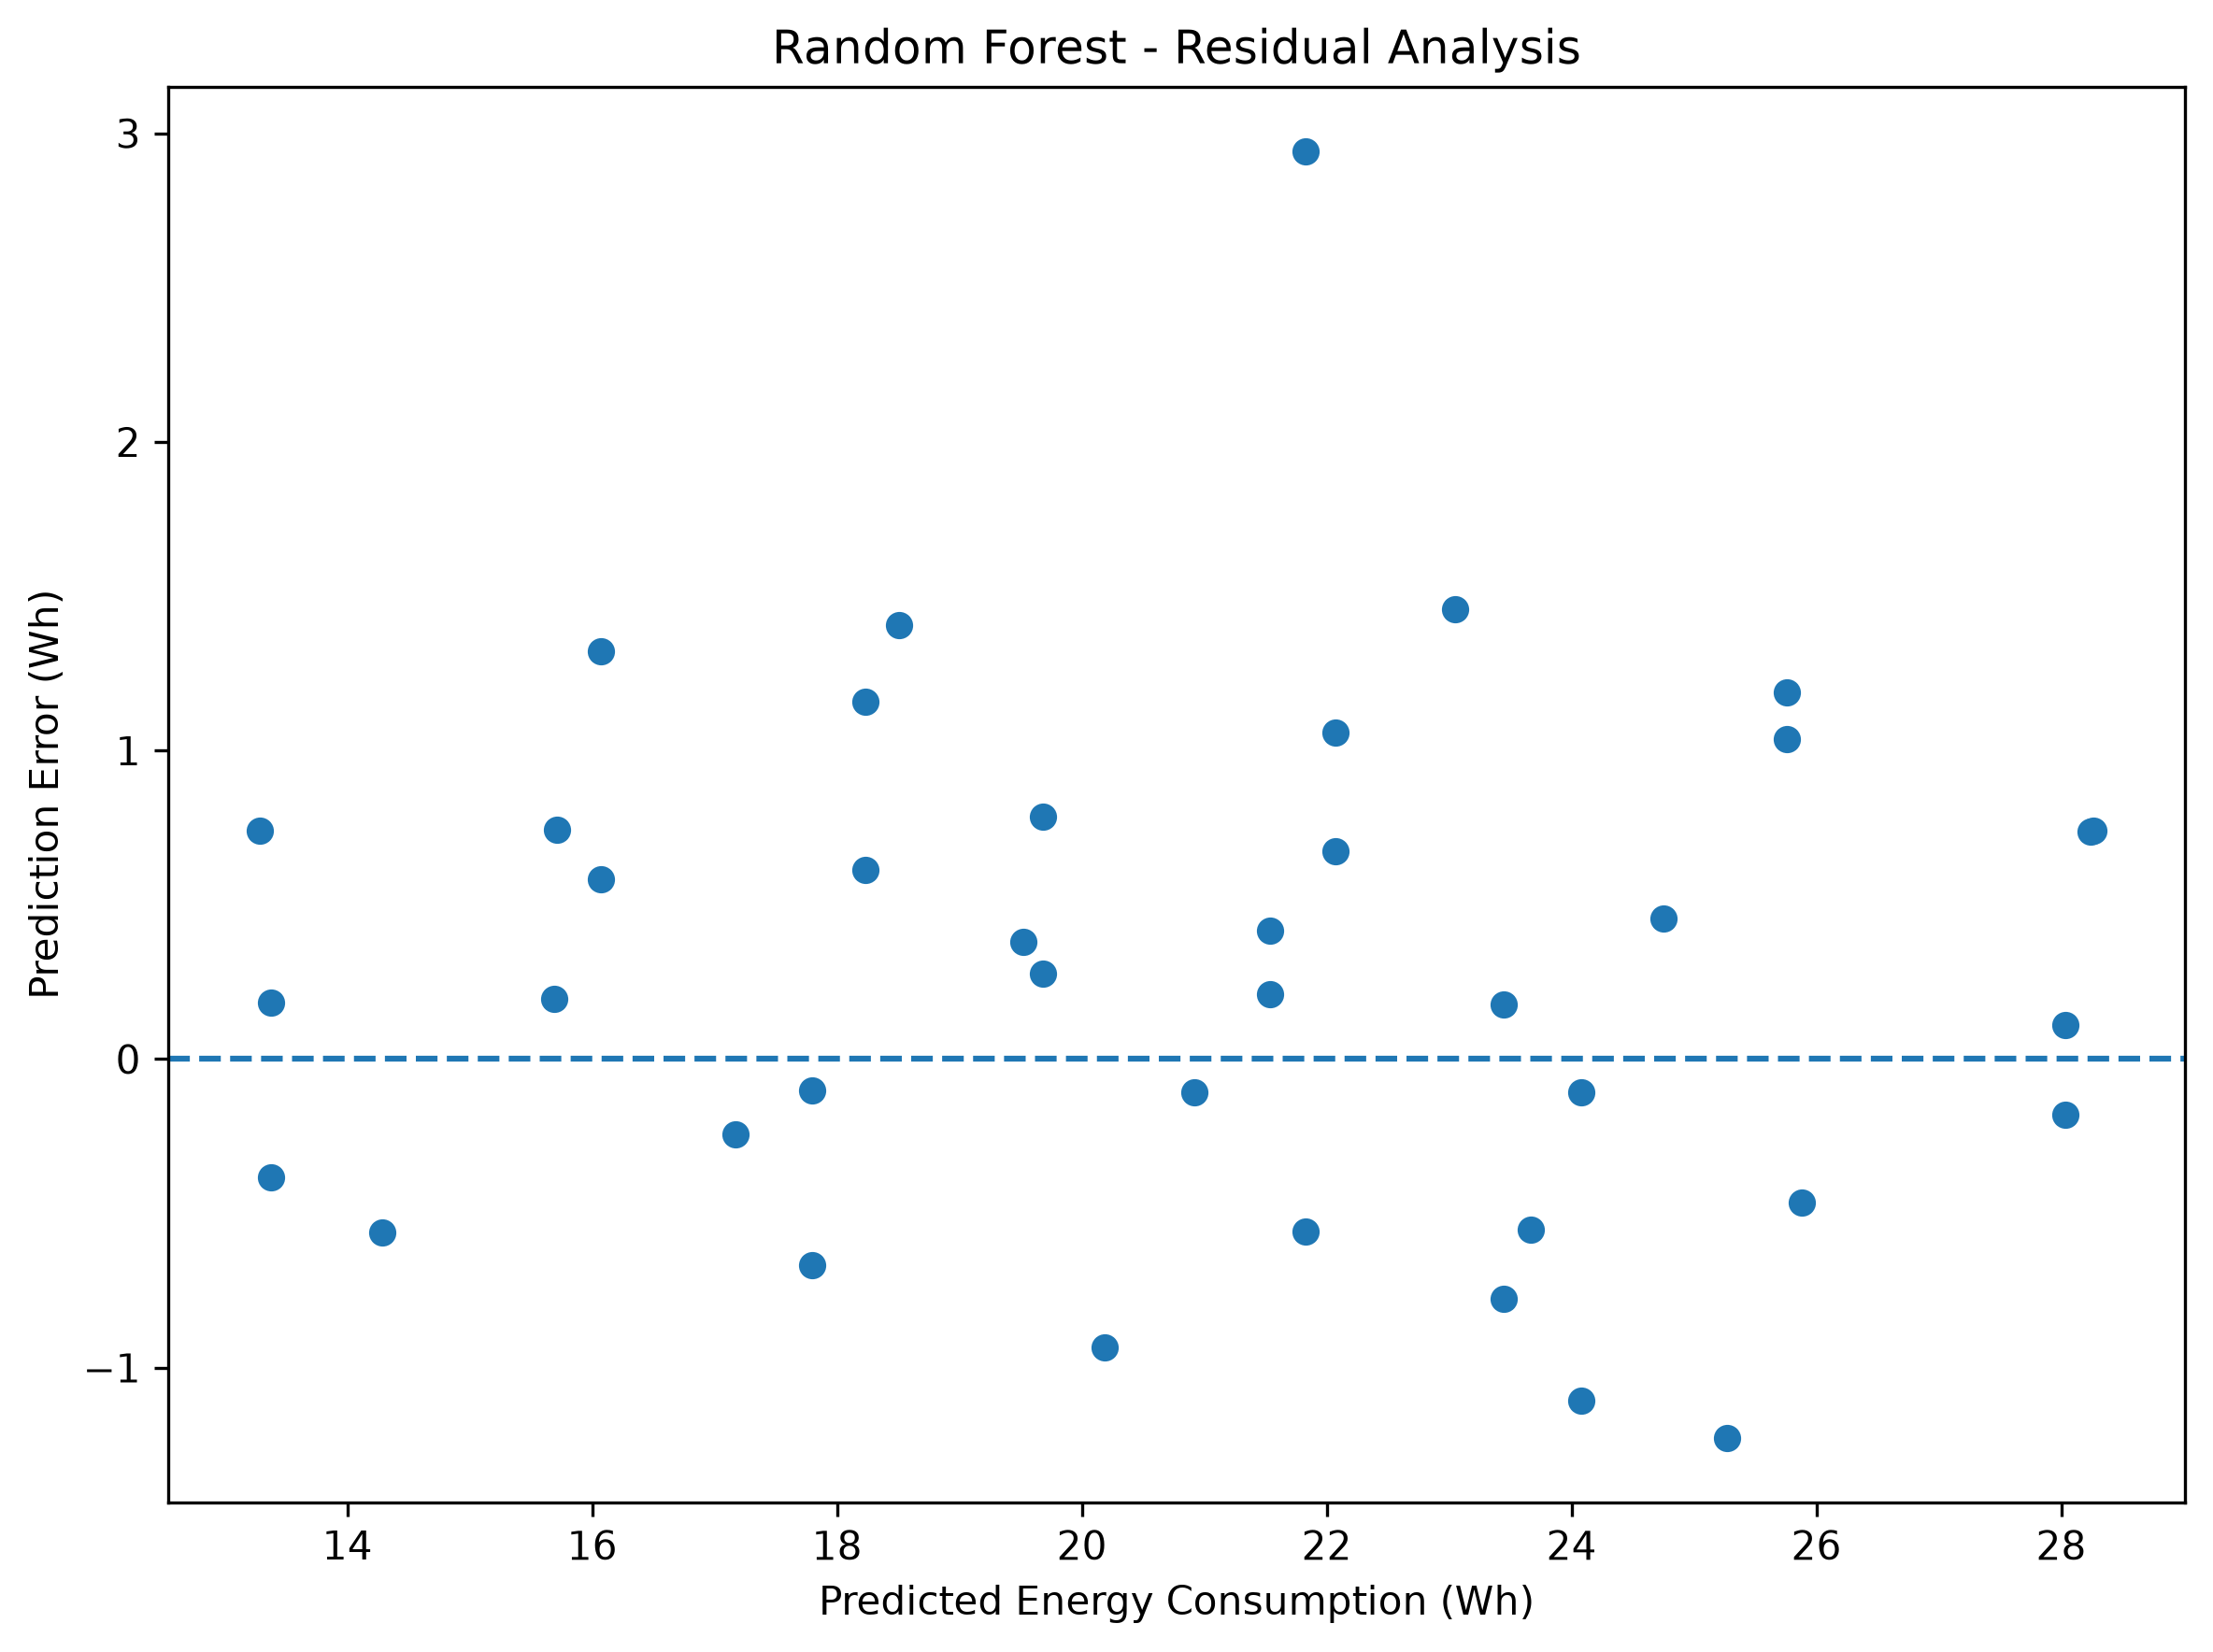 Random Forest - Residual Analysis
3
2
1
0
−1
Prediction Error (Wh)
14 16 18 20 22 24 26 28
Predicted Energy Consumption (Wh)